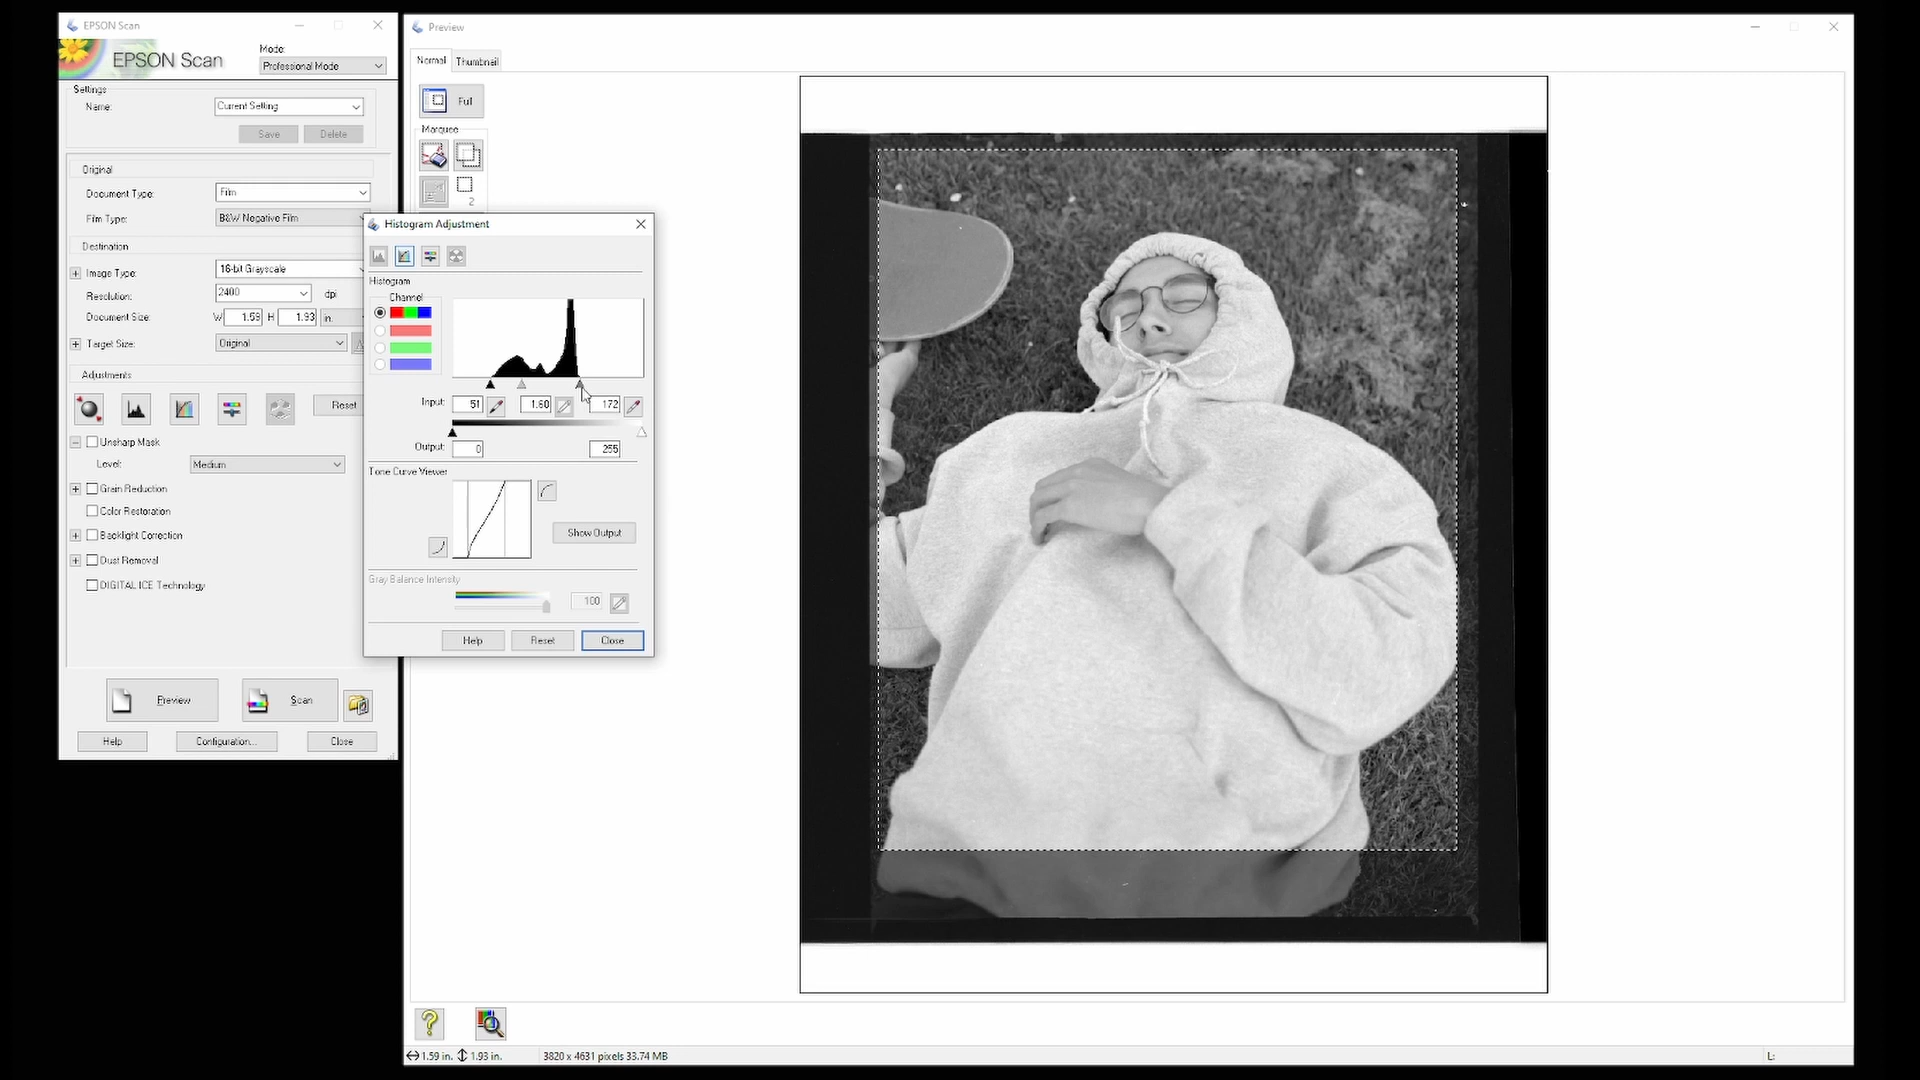 EPSON Scan
EPSON Scan
Mode:
Professional Mode
Settings
Name:
Current Setting
Save
Delete
Original
Document Type:
Film
Film Type:
B&W Negative Film
Destination
Image Type:
16-bit Grayscale
Resolution:
2400
dpi
Document Size:
W 1.59 H 1.93 in.
Target Size:
Original
Adjustments
Reset
Unsharp Mask
Level:
Medium
Grain Reduction
Color Restoration
Backlight Correction
Dust Removal
DIGITAL ICE Technology
Preview
Scan
Help
Configuration...
Close
Histogram Adjustment
Histogram
Channel
Input: 51 1.60 172
Output: 0 255
Tone Curve Viewer
Show Output
Gray Balance Intensity
100
Help
Reset
Close
Preview
Normal
Thumbnail
Full
Marquee
2
1.59 in. 1.93 in.
3820 x 4631 pixels 33.74 MB
L: